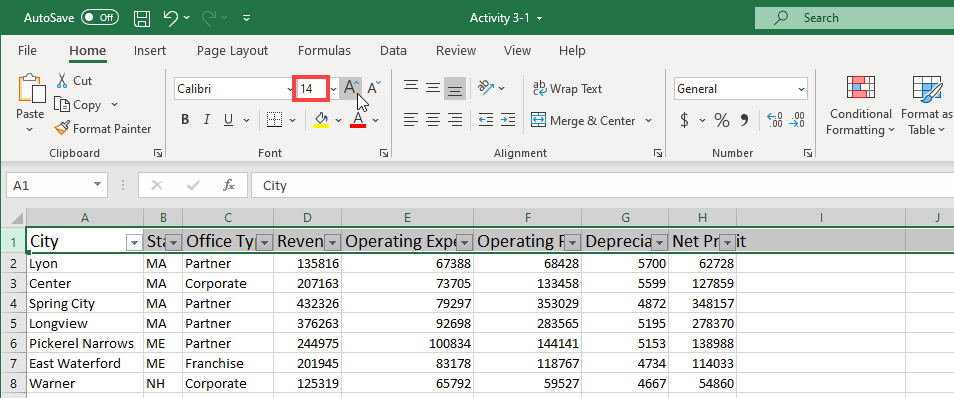 AutoSave Off Activity 3-1 Search
File Home Insert Page Layout Formulas Data Review View Help
Paste Cut Copy Format Painter
Clipboard
Calibri 14 A A
B I U A
Font
ab c Wrap Text
Merge & Center
Alignment
General
$ % , .0 .00 .00 .0
Number
Conditional Formatting
Format as Table
A1 fx City
A B C D E F G H I J
1 City Sta Office Ty Reven Operating Expe Operating P Deprecia Net Pr it
2 Lyon MA Partner 135816 67388 68428 5700 62728
3 Center MA Corporate 207163 73705 133458 5599 127859
4 Spring City MA Partner 432326 79297 353029 4872 348157
5 Longview MA Partner 376263 92698 283565 5195 278370
6 Pickerel Narrows ME Partner 244975 100834 144141 5153 138988
7 East Waterford ME Franchise 201945 83178 118767 4734 114033
8 Warner NH Corporate 125319 65792 59527 4667 54860